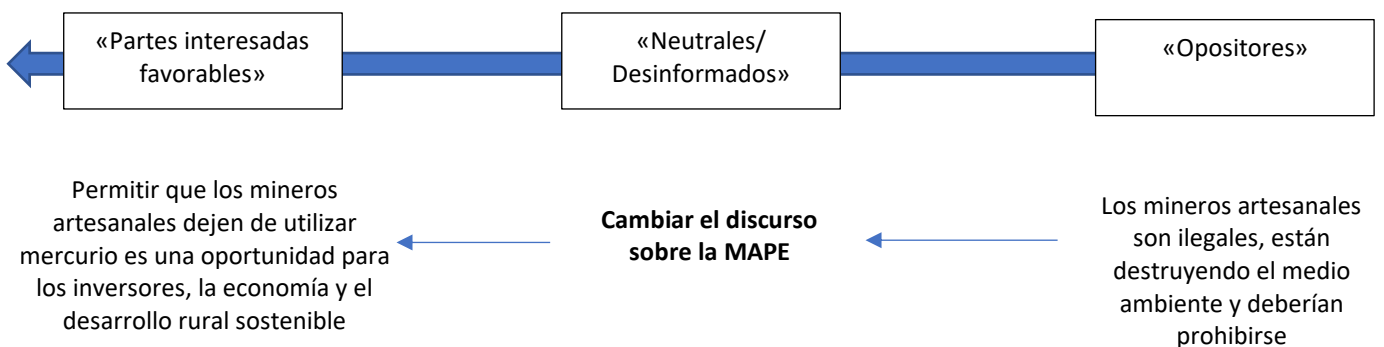 «Partes interesadas
favorables»
«Neutrales/
Desinformados»
«Opositores»
Permitir que los mineros
artesanales dejen de utilizar
mercurio es una oportunidad para
los inversores, la economía y el
desarrollo rural sostenible
Cambiar el discurso
sobre la MAPE
Los mineros artesanales
son ilegales, están
destruyendo el medio
ambiente y deberían
prohibirse